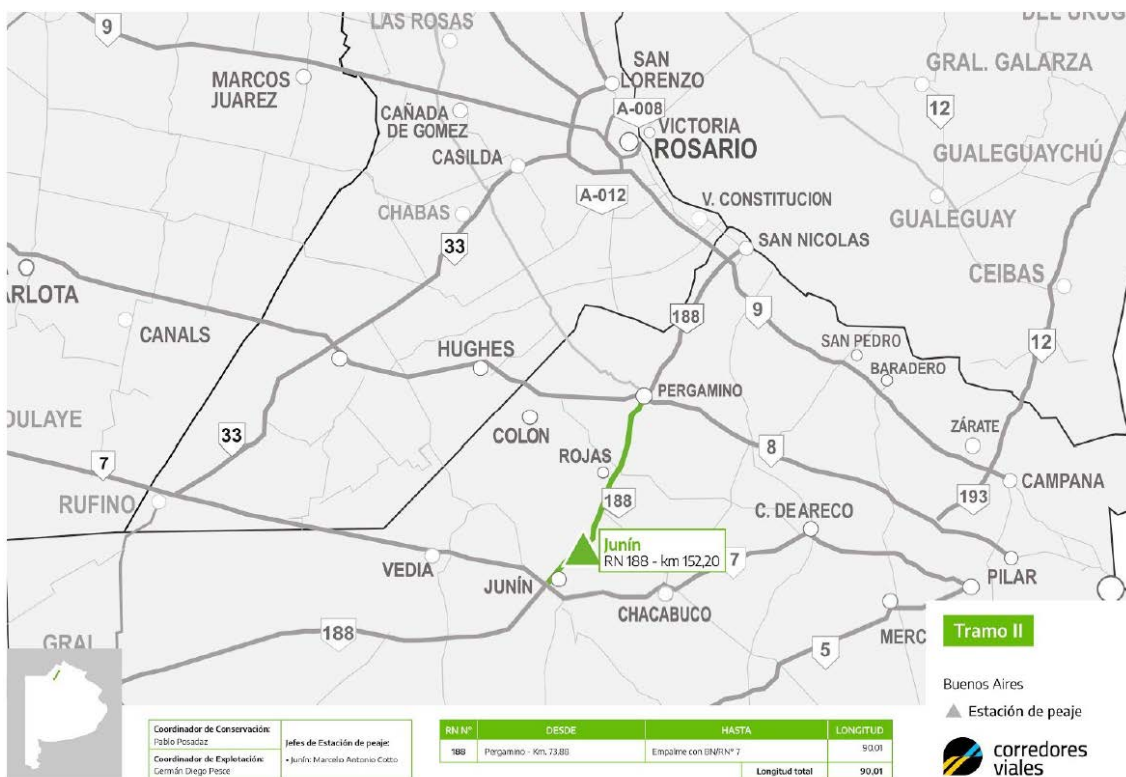 9
LAS ROSAS
MARCOS
JUAREZ
CAÑADA
DE GOMEZ
SAN
LORENZO
A-008
VICTORIA
ROSARIO
CASILDA
A-012
CHABAS
33
V. CONSTITUCION
SAN NICOLAS
GRAL. GALARZA
12
GUALEGUAYCHÚ
GUALEGUAY
CEIBAS
ARLOTA
CANALS
188
9
SAN PEDRO
BARADERO
12
HUGHES
PERGAMINO
OULAYE
33
COLON
ROJAS
8
ZÁRATE
CAMPANA
7
RUFINO
188
193
C. DE ARECO
Junín
RN 188 - km 152,20
7
VEDIA
JUNÍN
CHACABUCO
PILAR
188
GRAL
5
MERC
Tramo II
Buenos Aires
Estación de peaje
corredores
viales
Coordinador de Conservación:
Pablo Posadaz
Coordinador de Explotación:
Germán Diego Pesce
Jefes de Estación de peaje:
• Junín: Marcelo Antonio Cotto
RN N° DESDE HASTA LONGITUD
188 Pergamino - Km. 73,88 Empalme con RN/RN° 7 90,01
Longitud total 90,01